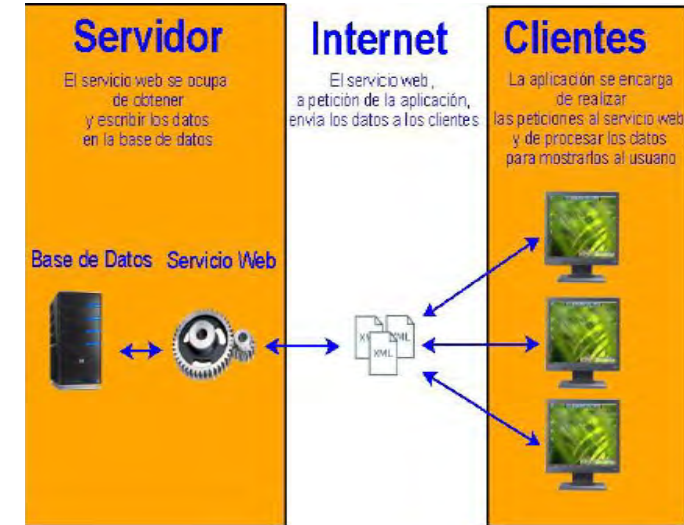 Servidor
El servicio web se ocupa
de obtener
y escribir los datos
en la base de datos
Base de Datos
Servicio Web
Internet
El servicio web,
a petición de la aplicación,
envia los datos a los clientes
XML
XML
XML
Clientes
La aplicación se encarga
de realizar
las peticiones al servicio web
y de procesar los datos
para mostrarlos al usuario